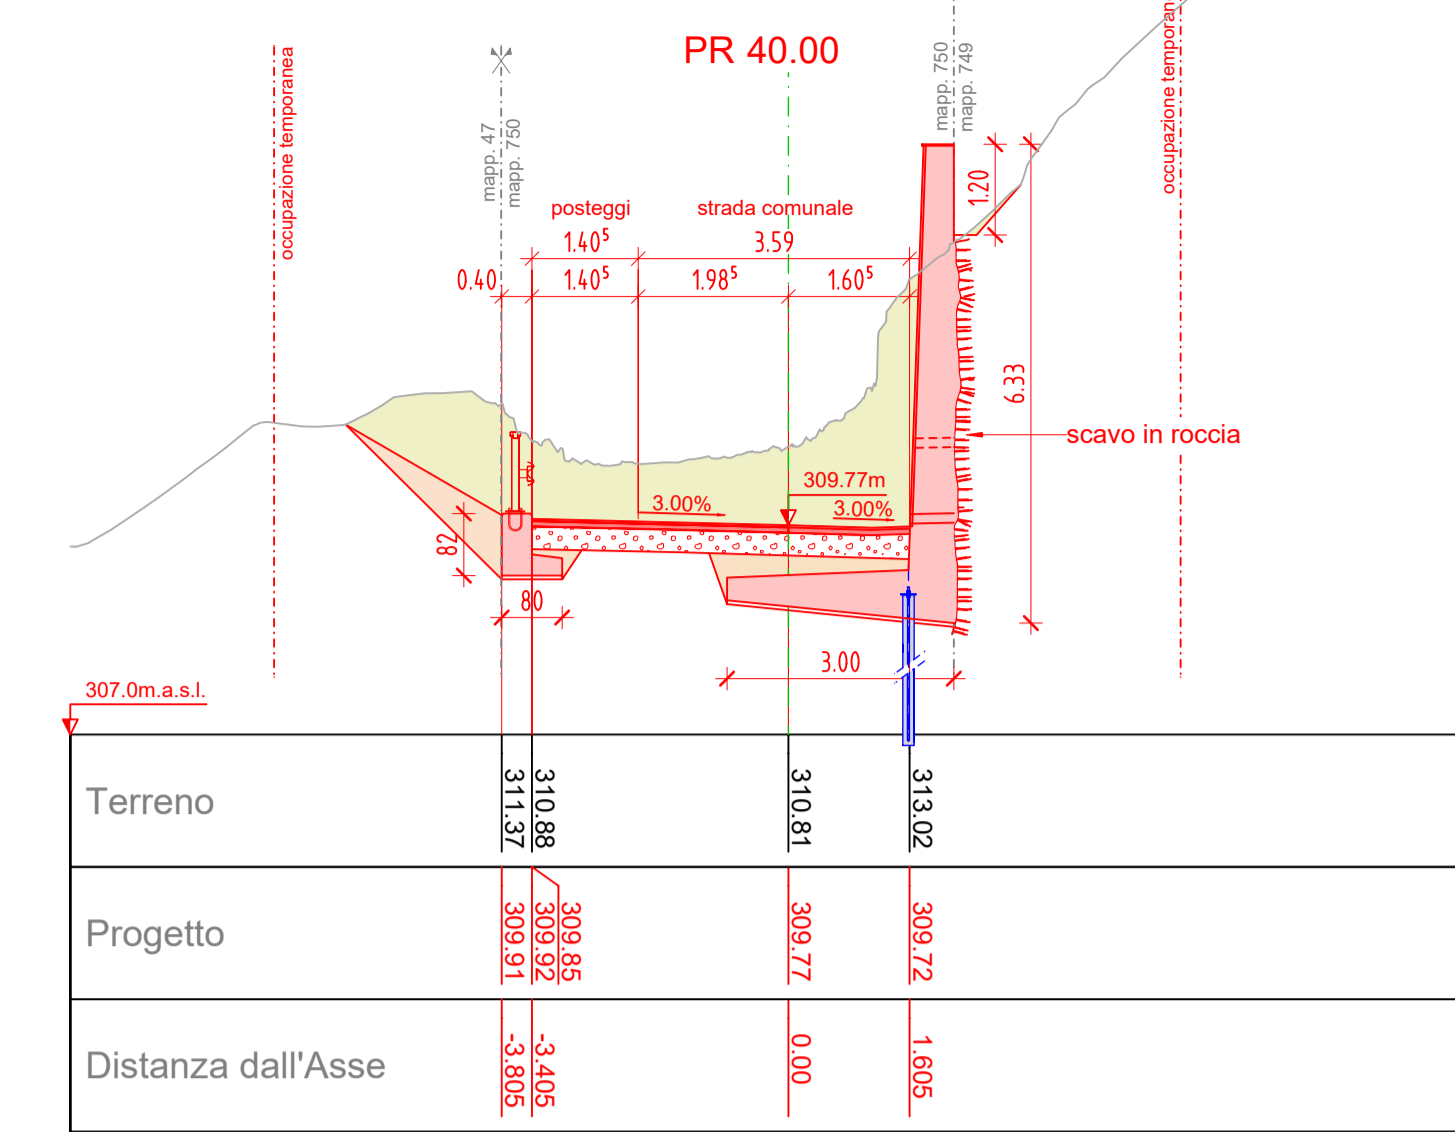 PR 40.00
occupazione temporanea
mapp. 47
mapp. 750
mapp. 750
mapp. 749
occupazione temporan
posteggi
strada comunale
1.40⁵
3.59
0.40
1.40⁵
1.98⁵
1.60⁵
1.20
6.33
scavo in roccia
309.77m
3.00%
3.00%
82
80
3.00
307.0m.a.s.l.
Terreno
311.37
310.88
310.81
313.02
Progetto
309.91
309.92
309.85
309.77
309.72
Distanza dall'Asse
-3.805
-3.405
0.00
1.605